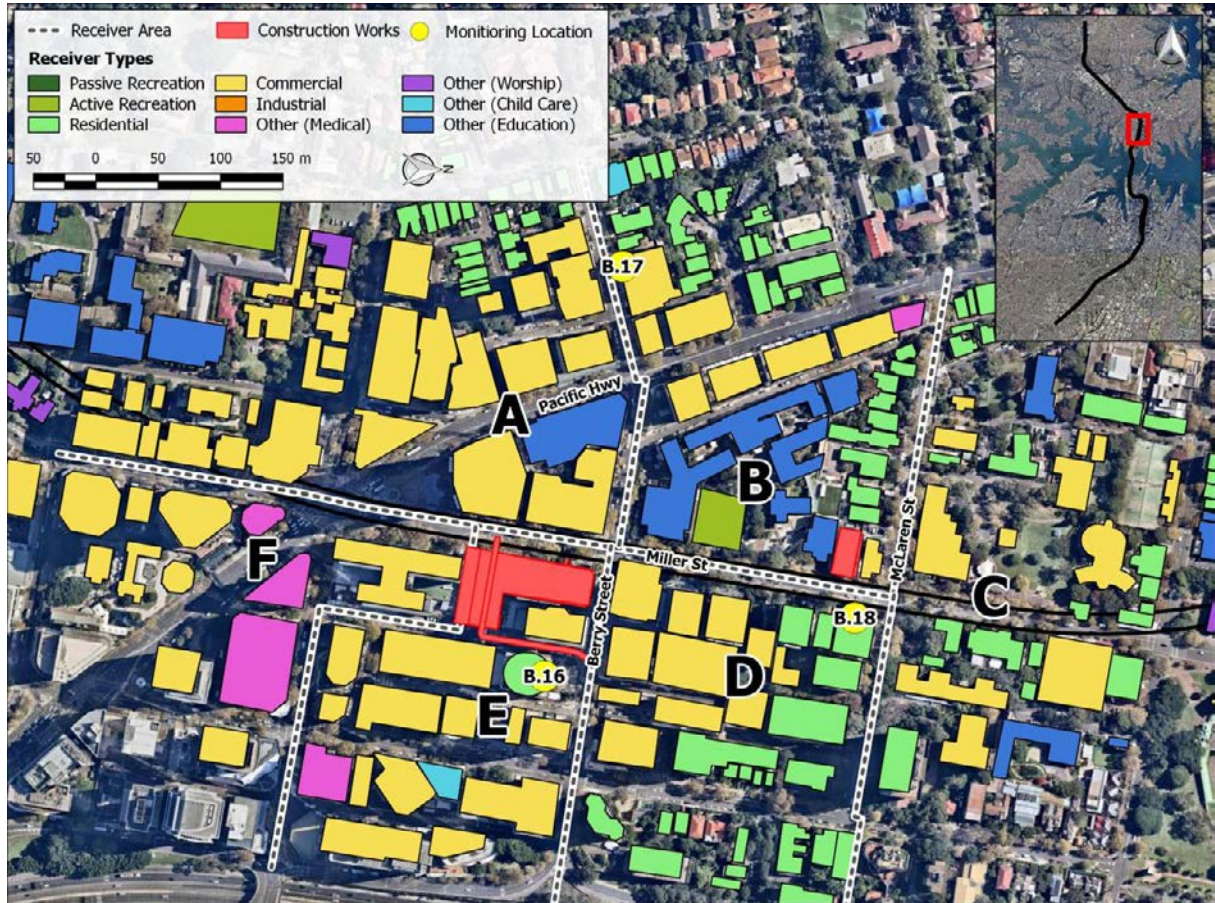 Receiver Area
Construction Works
Monitoring Location
Receiver Types
Passive Recreation
Commercial
Other (Worship)
Active Recreation
Industrial
Other (Child Care)
Residential
Other (Medical)
Other (Education)
50 0 50 100 150 m
N
B.17
Pacific Hwy
A
B
McLaren St
Miller St
F
C
B.18
Berry Street
B.16
D
E